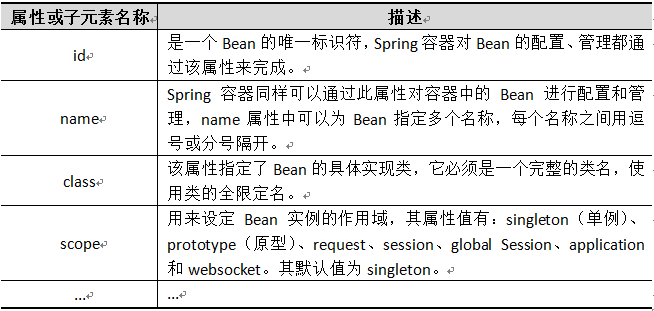 属性或子元素名称 描述
id
是一个 Bean 的唯一标识符，Spring 容器对 Bean 的配置、管理都通
过该属性来完成。
name
Spring 容器同样可以通过此属性对容器中的 Bean 进行配置和管
理，name 属性中可以为 Bean 指定多个名称，每个名称之间用逗
号或分号隔开。
class
该属性指定了 Bean 的具体实现类，它必须是一个完整的类名，使
用类的全限定名。
scope
用来设定 Bean 实例的作用域，其属性值有：singleton（单例）、
prototype（原型）、request、session、global Session、application
和 websocket。其默认值为 singleton。
... ...